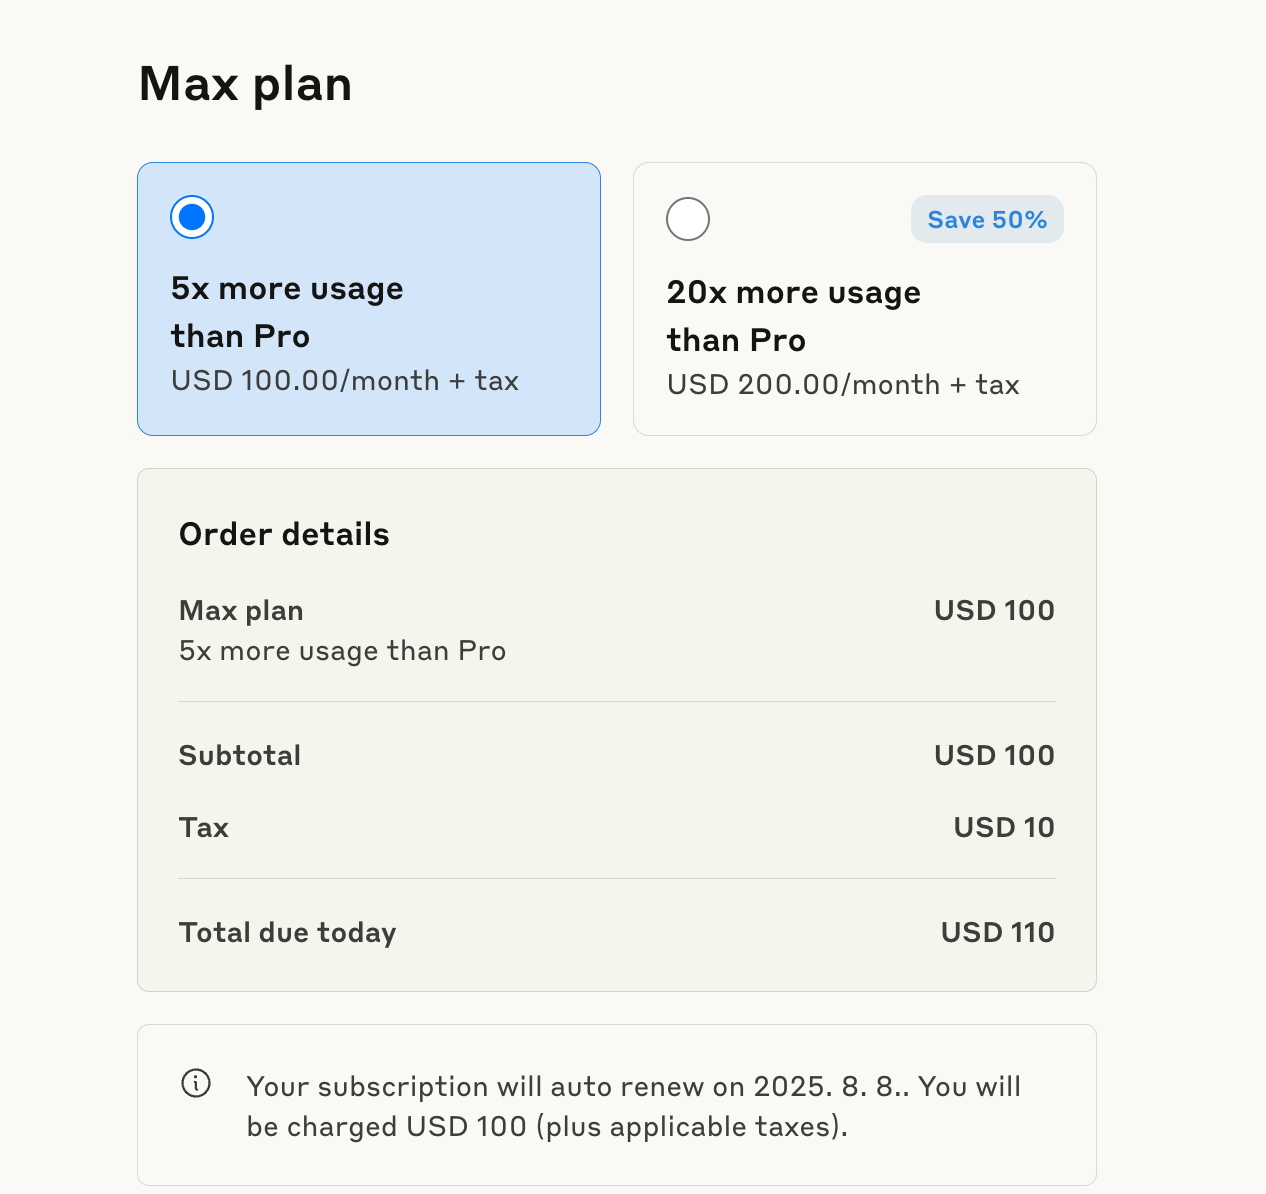 Max plan
Save 50%
5x more usage
than Pro
USD 100.00/month + tax
20x more usage
than Pro
USD 200.00/month + tax
Order details
Max plan USD 100
5x more usage than Pro
Subtotal USD 100
Tax USD 10
Total due today USD 110
Your subscription will auto renew on 2025. 8. 8.. You will
be charged USD 100 (plus applicable taxes).